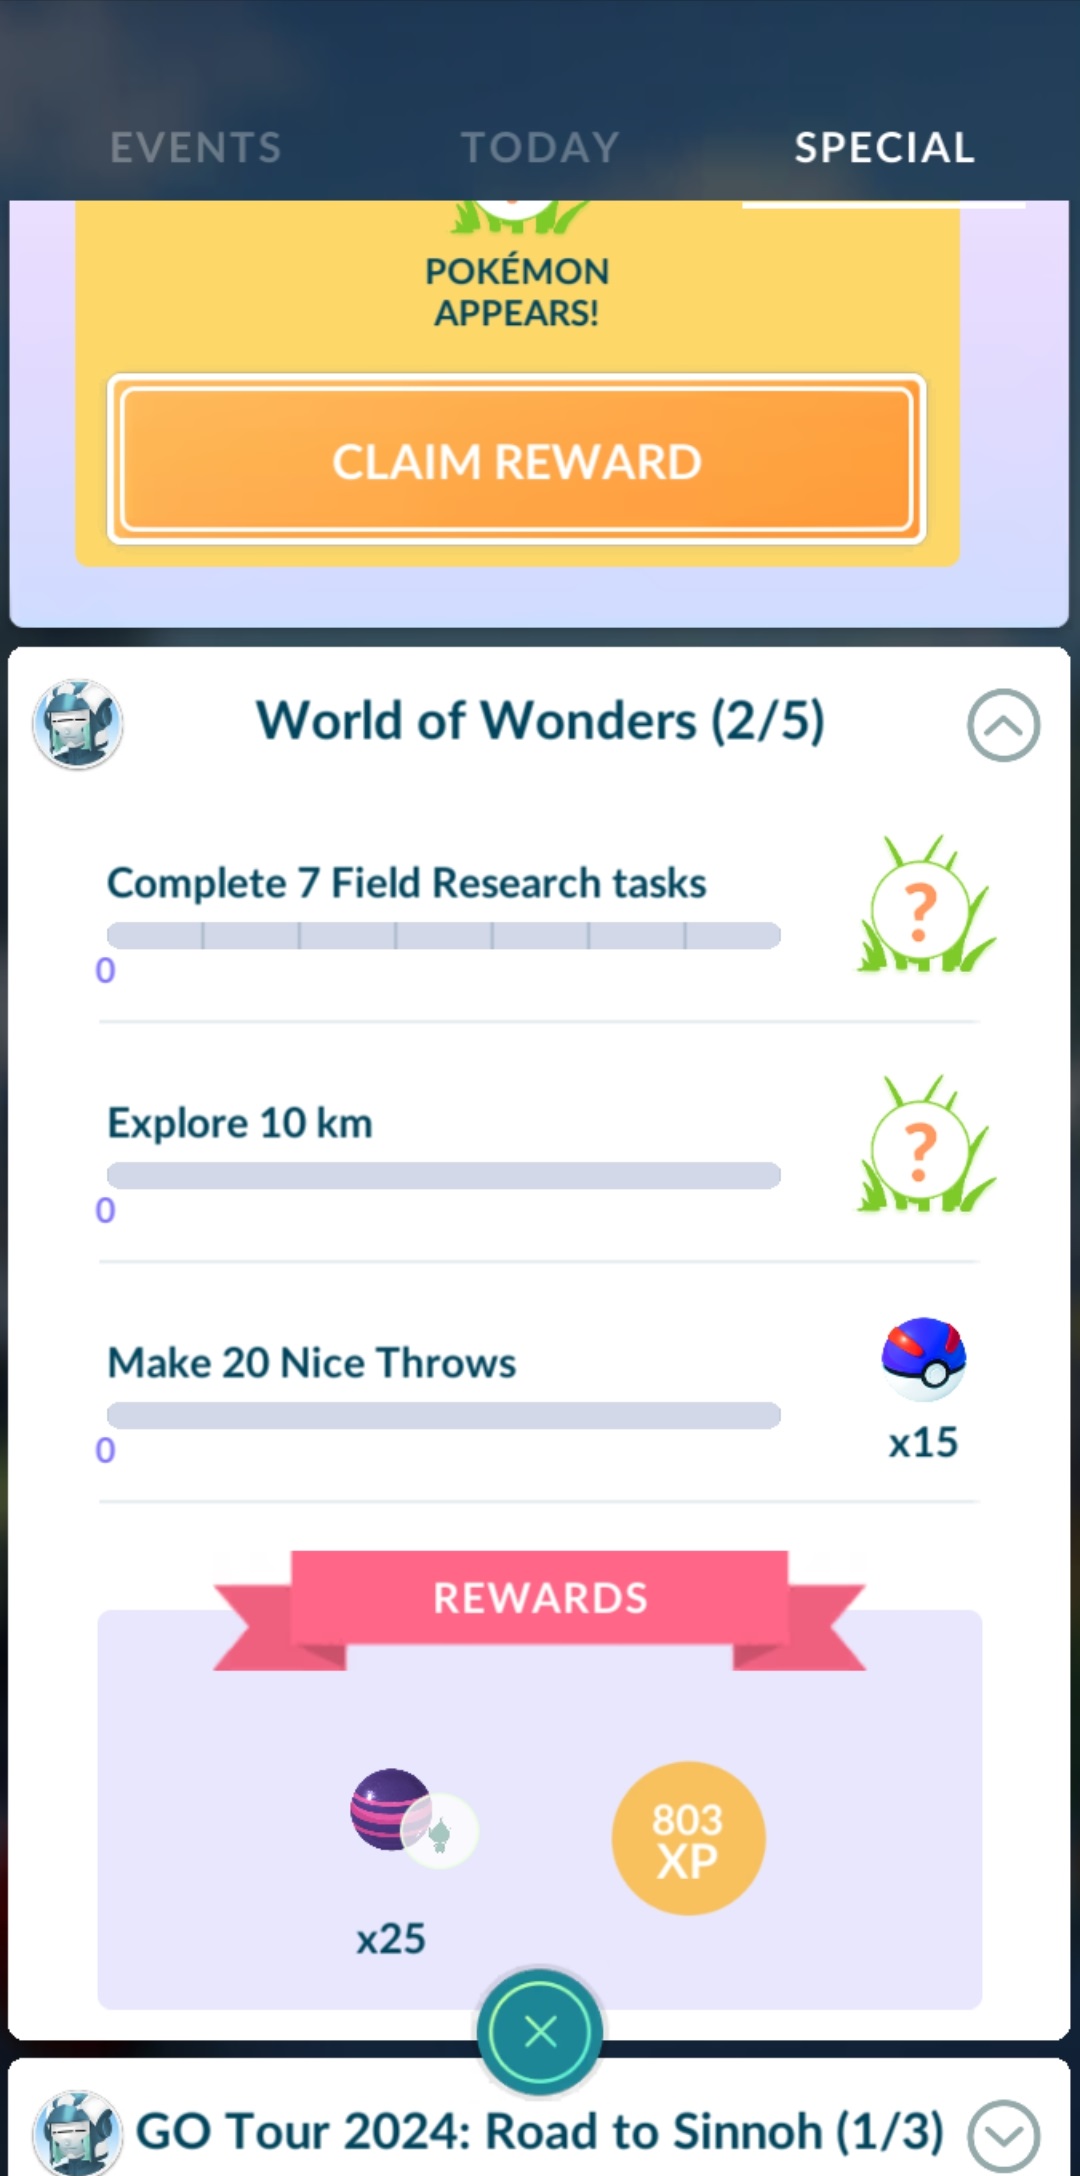 EVENTS
TODAY
SPECIAL
POKÉMON
APPEARS!
CLAIM REWARD
World of Wonders (2/5)
Complete 7 Field Research tasks
?
0
Explore 10 km
?
0
Make 20 Nice Throws
0
x15
REWARDS
803
XP
x25
GO Tour 2024: Road to Sinnoh (1/3)